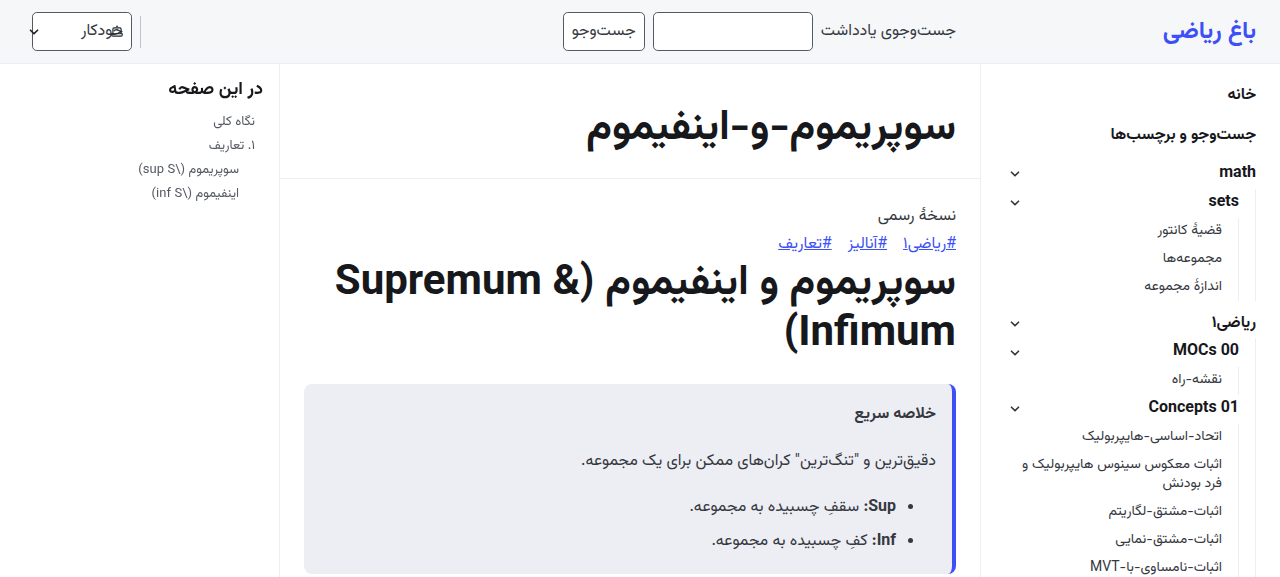 باغ ریاضی
جست‌وجوی یادداشت
جست‌وجو
خودکار
خانه
جست‌وجو و برچسب‌ها
math
sets
قضیهٔ کانتور
مجموعه‌ها
اندازهٔ مجموعه
ریاضی۱
00 MOCs
نقشه-راه
01 Concepts
اتحاد-اساسی-هایپربولیک
اثبات معکوس سینوس هایپربولیک و
فرد بودنش
اثبات-مشتق-لگاریتم
اثبات-مشتق-نمایی
اثبات-نامساوی-با-MVT
سوپریموم-و-اینفیموم
نسخهٔ رسمی
#ریاضی۱ #آنالیز #تعاریف
سوپریموم و اینفیموم (Supremum &
Infimum)
خلاصه سریع
دقیق‌ترین و "تنگ‌ترین" کران‌های ممکن برای یک مجموعه.
Sup: سقفِ چسبیده به مجموعه.
Inf: کفِ چسبیده به مجموعه.
در این صفحه
نگاه کلی
۱. تعاریف
سوپریموم (\sup S)
اینفیموم (\inf S)